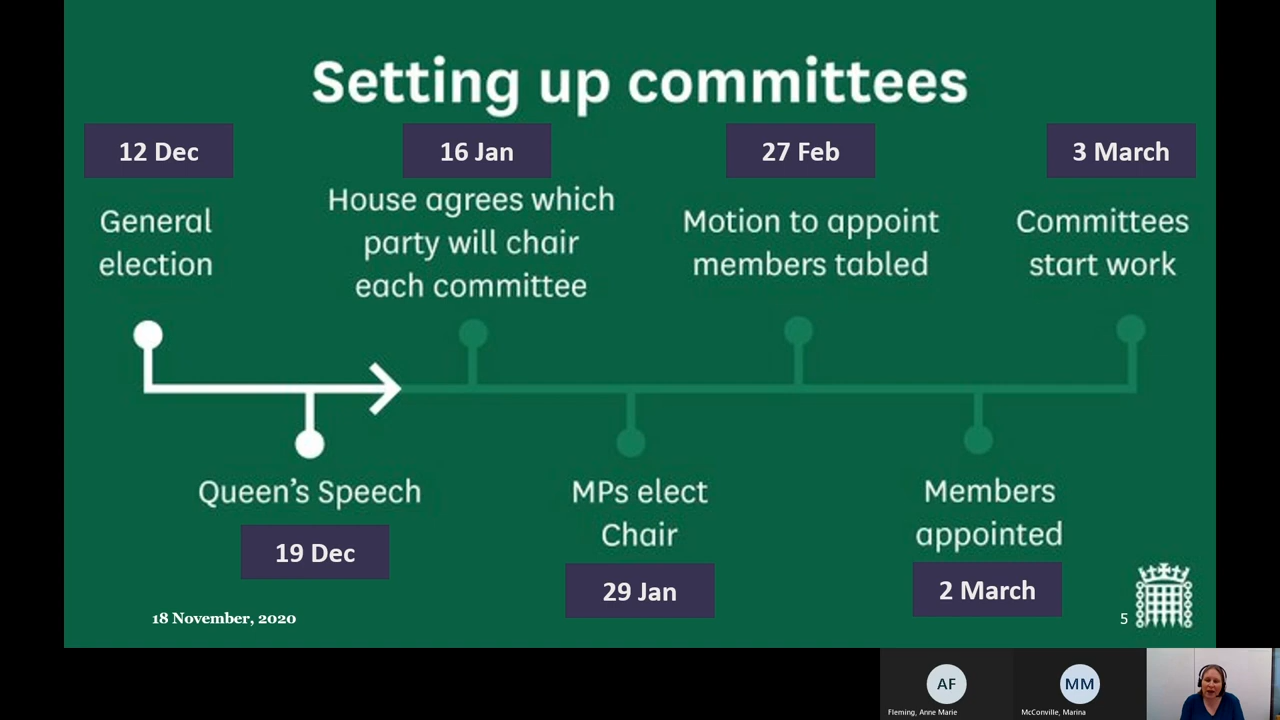 Setting up committees
12 Dec
General
election
16 Jan
House agrees which
party will chair
each committee
27 Feb
Motion to appoint
members tabled
3 March
Committees
start work
Queen's Speech
19 Dec
MPs elect
Chair
29 Jan
Members
appointed
2 March
18 November, 2020
5
AF
Fleming, Anne Marie
MM
McConville, Marina